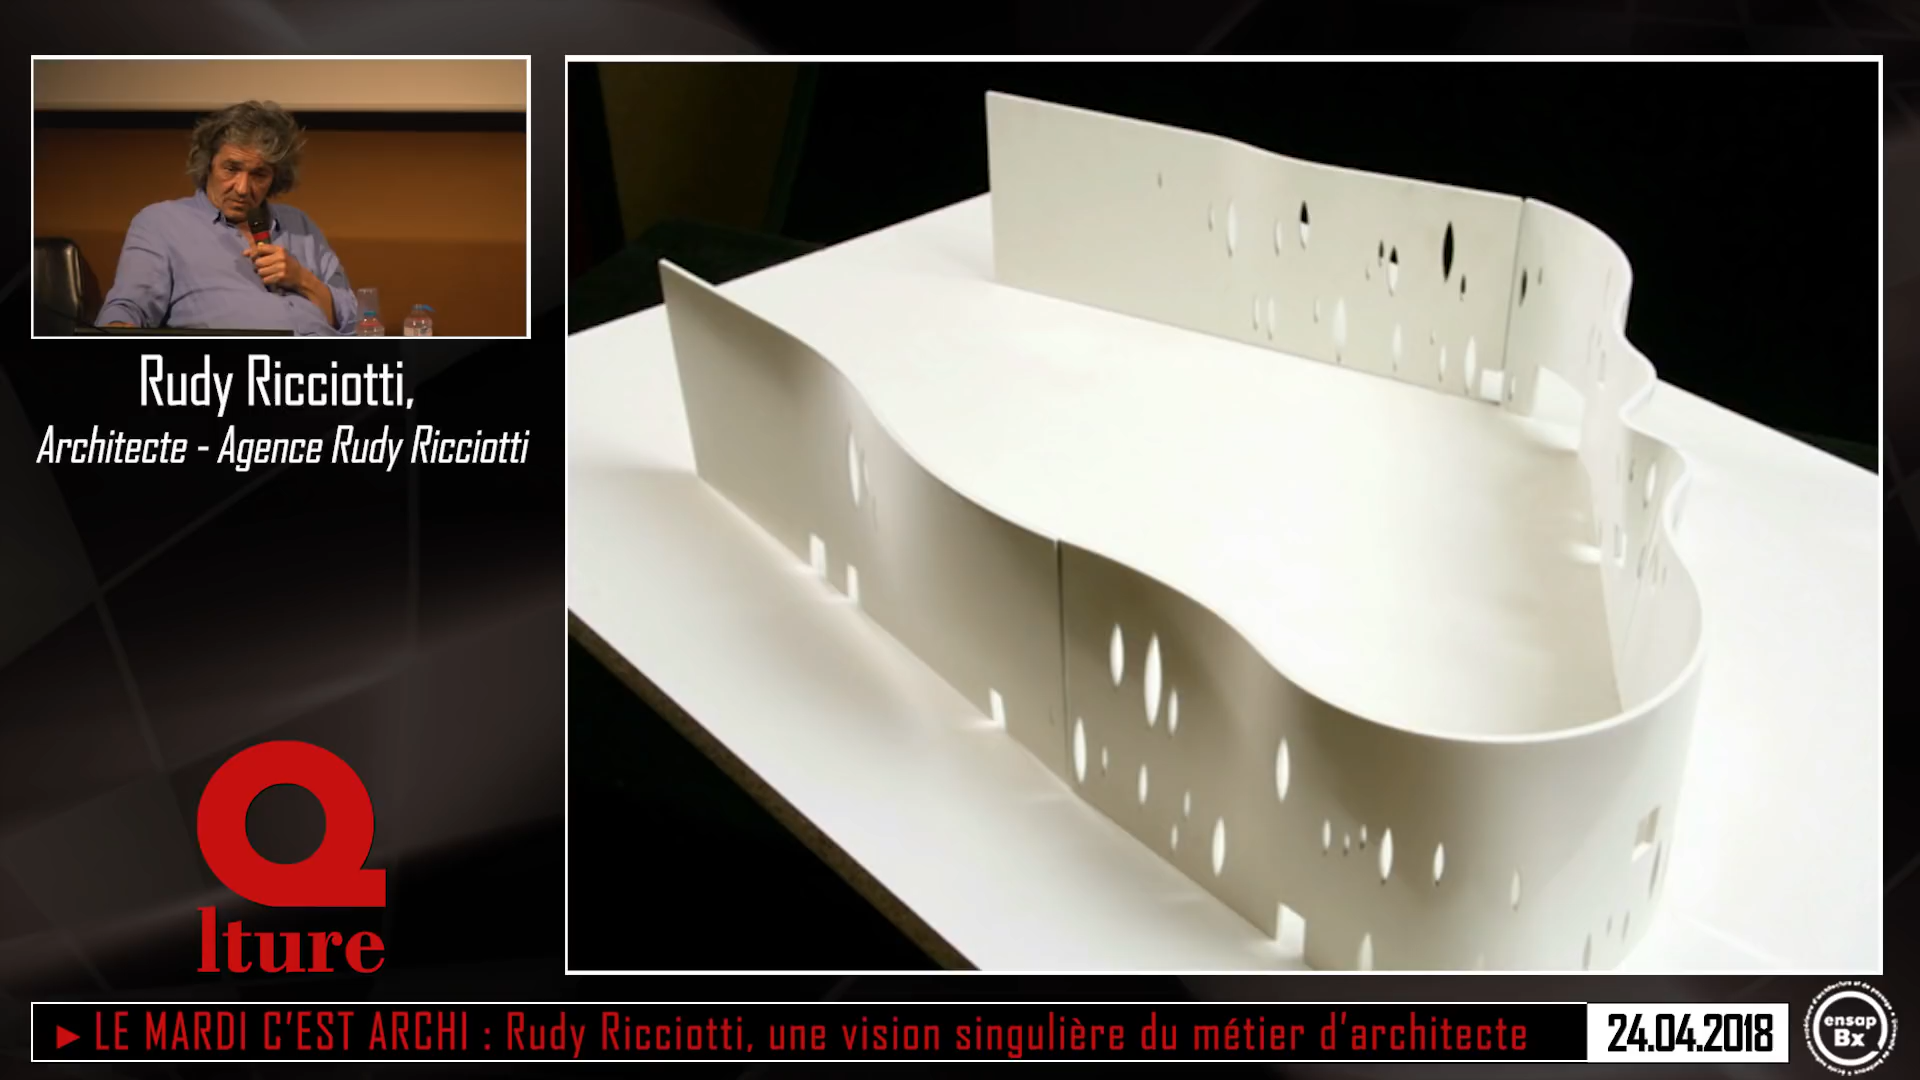 Rudy Ricciotti,
Architecte - Agence Rudy Ricciotti
Q
lture
► LE MARDI C'EST ARCHI : Rudy Ricciotti, une vision singulière du métier d'architecte
24.04.2018
ensap
Bx